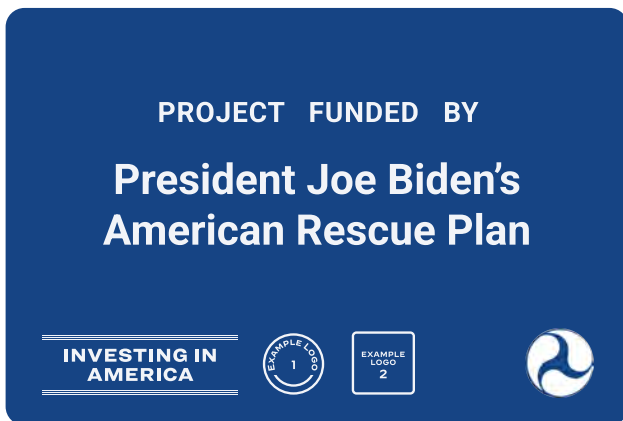 PROJECT FUNDED BY
President Joe Biden’s
American Rescue Plan
INVESTING IN
AMERICA
EXAMPLE LOGO
1
EXAMPLE
LOGO
2